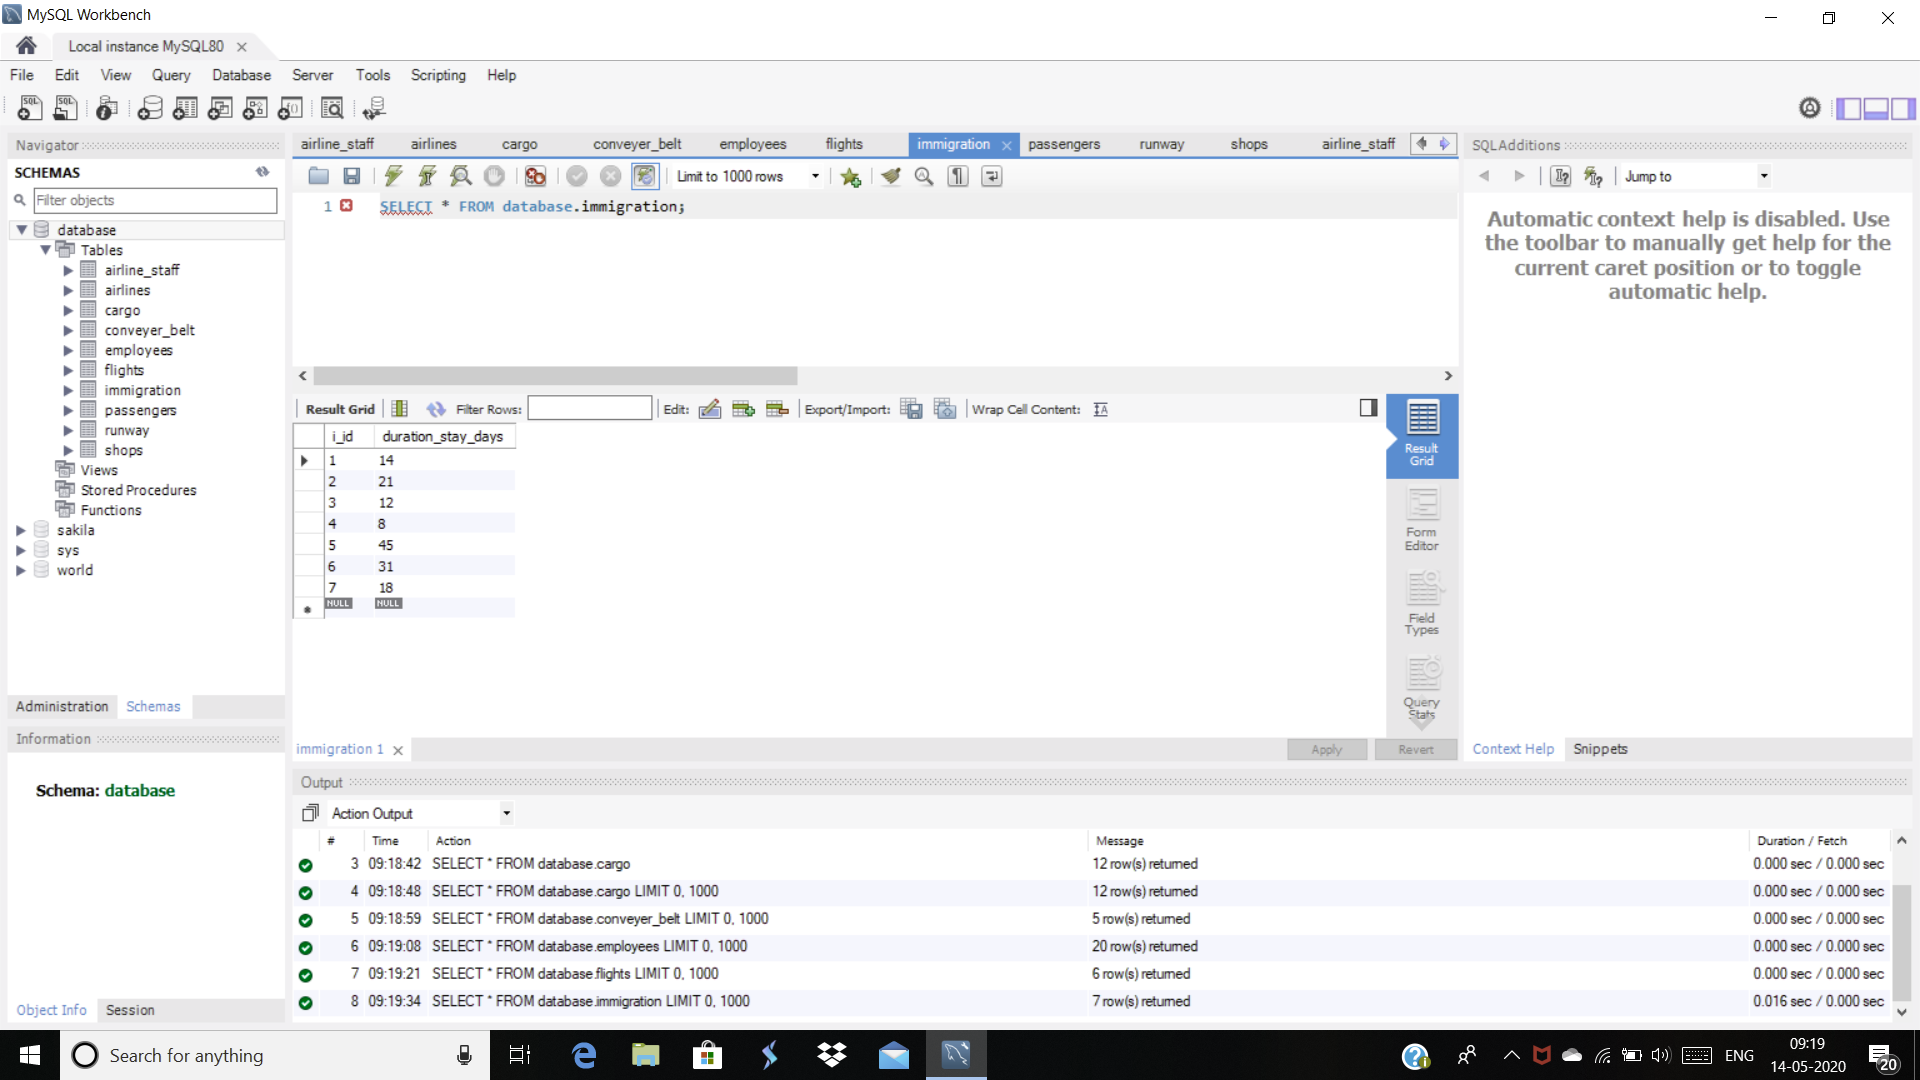 MySQL Workbench
Local instance MySQL80
File Edit View Query Database Server Tools Scripting Help
Navigator
SCHEMAS
Filter objects
database
Tables
airline_staff
airlines
cargo
conveyer_belt
employees
flights
immigration
passengers
runway
shops
Views
Stored Procedures
Functions
sakila
sys
world
Administration Schemas
Information
Schema: database
Object Info Session
airline_staff airlines cargo conveyer_belt employees flights immigration passengers runway shops airline_staff
Limit to 1000 rows
1 SELECT * FROM database.immigration;
Result Grid Filter Rows: Edit: Export/Import: Wrap Cell Content:
i_id duration_stay_days
1 14
2 21
3 12
4 8
5 45
6 31
7 18
NULL NULL
Result Grid
Form Editor
Field Types
Query Stats
immigration 1
Apply Revert
SQLAdditions
Jump to
Automatic context help is disabled. Use
the toolbar to manually get help for the
current caret position or to toggle
automatic help.
Context Help Snippets
Output
Action Output
# Time Action Message Duration / Fetch
3 09:18:42 SELECT * FROM database.cargo 12 row(s) returned 0.000 sec / 0.000 sec
4 09:18:48 SELECT * FROM database.cargo LIMIT 0, 1000 12 row(s) returned 0.000 sec / 0.000 sec
5 09:18:59 SELECT * FROM database.conveyer_belt LIMIT 0, 1000 5 row(s) returned 0.000 sec / 0.000 sec
6 09:19:08 SELECT * FROM database.employees LIMIT 0, 1000 20 row(s) returned 0.000 sec / 0.000 sec
7 09:19:21 SELECT * FROM database.flights LIMIT 0, 1000 6 row(s) returned 0.000 sec / 0.000 sec
8 09:19:34 SELECT * FROM database.immigration LIMIT 0, 1000 7 row(s) returned 0.016 sec / 0.000 sec
Search for anything
ENG
09:19
14-05-2020
20